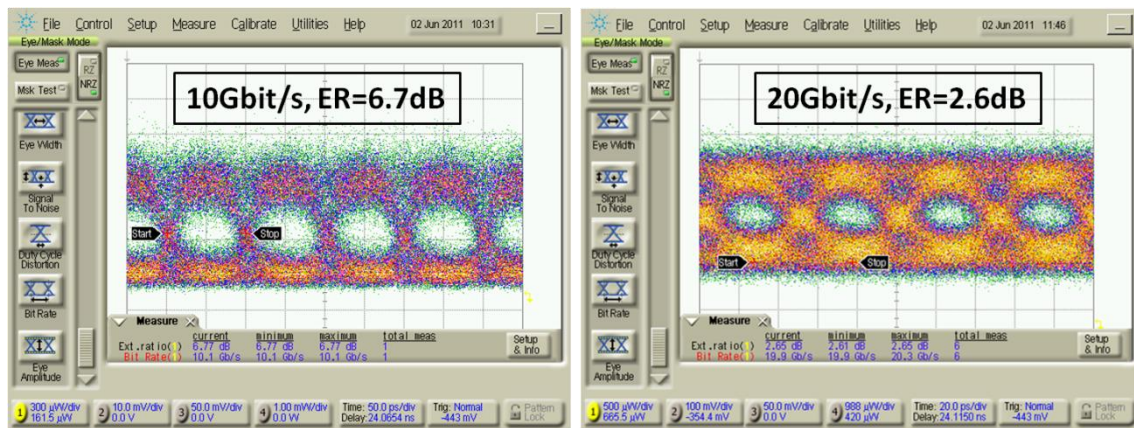 File Control Setup Measure Calibrate Utilities Help 02 Jun 2011 10:31
Eye/Mask Mode
Eye Meas
RZ
NRZ
Msk Test
10Gbit/s, ER=6.7dB
Eye Width
Signal
To Noise
Start
Stop
Duty Cycle
Distortion
Bit Rate
Measure
current minimum maximum total meas
Ext.ratio(1) 6.77 dB 6.77 dB 6.77 dB 1
Bit Rate(1) 10.1 Gb/s 10.1 Gb/s 10.1 Gb/s 1
Setup
& Info
Eye
Amplitude
1 300 µW/div 2 10.0 mV/div 3 50.0 mV/div 4 1.00 mW/div Time: 50.0 ps/div Trig: Normal Pattern
161.5 µW 0.0 V 0.0 V 0.0 W Delay: 24.0654 ns -443 mV Lock
File Control Setup Measure Calibrate Utilities Help 02 Jun 2011 11:46
Eye/Mask Mode
Eye Meas
RZ
NRZ
Msk Test
20Gbit/s, ER=2.6dB
Eye Width
Signal
To Noise
Duty Cycle
Distortion
Start
Stop
Bit Rate
Measure
current minimum maximum total meas
Ext.ratio(1) 2.65 dB 2.61 dB 2.65 dB 6
Bit Rate(1) 19.9 Gb/s 19.9 Gb/s 20.3 Gb/s 6
Setup
& Info
Eye
Amplitude
1 500 µW/div 2 100 mV/div 3 50.0 mV/div 4 988 µW/div Time: 20.0 ps/div Trig: Normal Pattern
665.5 µW -354.4 mV 0.0 V 420 µW Delay: 24.1150 ns -443 mV Lock